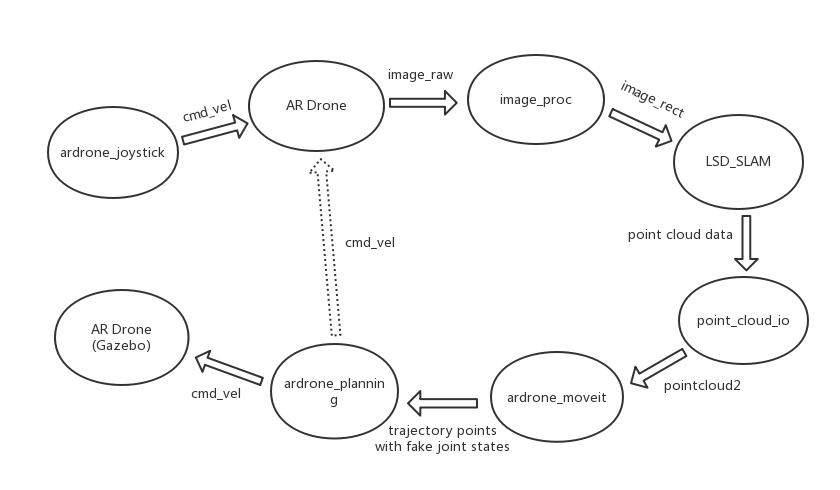 image_raw
AR Drone
cmd_vel
image_proc
image_rect
ardrone_joystick
LSD_SLAM
point cloud data
cmd_vel
AR Drone
(Gazebo)
point_cloud_io
cmd_vel
ardrone_plannin
g
ardrone_moveit
pointcloud2
trajectory points
with fake joint states